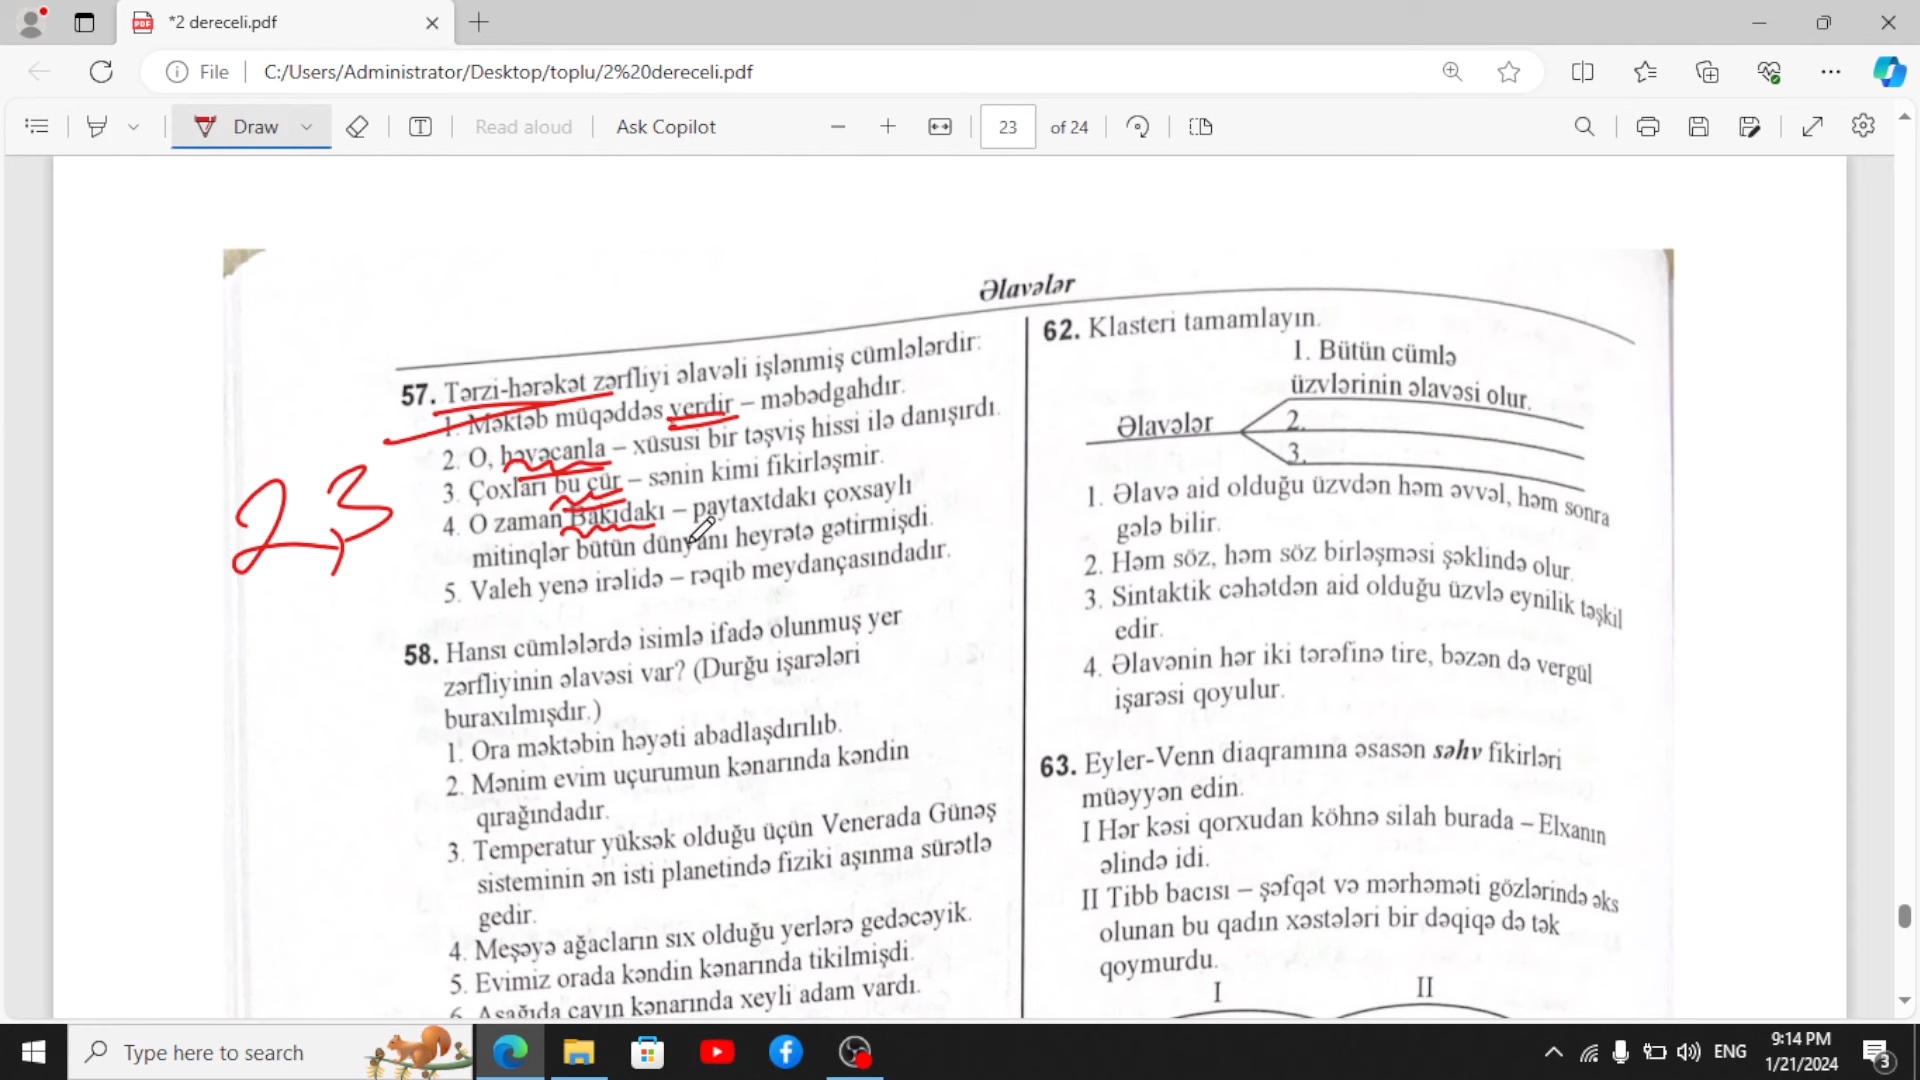 *2 dereceli.pdf
File
C:/Users/Administrator/Desktop/toplu/2%20dereceli.pdf
Draw
Read aloud
Ask Copilot
23
of 24
Əlavələr
57. Tərzi-hərəkət zərfliyi əlavəli işlənmiş cümlələrdir:
1. Məktəb müqəddəs yerdir – məbədgahdır.
2. O, həyəcanla – xüsusi bir təşviş hissi ilə danışırdı.
3. Çoxları bu cür – sənin kimi fikirləşmir.
4. O zaman Bakıdakı – paytaxtdakı çoxsaylı
mitinqlər bütün dünyanı heyrətə gətirmişdi.
5. Valeh yenə irəlidə – rəqib meydançasındadır.
2,3
58. Hansı cümlələrdə isimlə ifadə olunmuş yer
zərfliyinin əlavəsi var? (Durğu işarələri
buraxılmışdır.)
1. Ora məktəbin həyəti abadlaşdırılıb.
2. Mənim evim uçurumun kənarında kəndin
qırağındadır.
3. Temperatur yüksək olduğu üçün Venerada Günəş
sisteminin ən isti planetində fiziki aşınma sürətlə
gedir.
4. Meşəyə ağacların sıx olduğu yerlərə gedəcəyik.
5. Evimiz orada kəndin kənarında tikilmişdi.
6. Aşağıda çayın kənarında xeyli adam vardı.
62. Klasteri tamamlayın.
1. Bütün cümlə
üzvlərinin əlavəsi olur.
Əlavələr
2.
3.
1. Əlavə aid olduğu üzvdən həm əvvəl, həm sonra
gələ bilir.
2. Həm söz, həm söz birləşməsi şəklində olur.
3. Sintaktik cəhətdən aid olduğu üzvlə eynilik təşkil
edir.
4. Əlavənin hər iki tərəfinə tire, bəzən də vergül
işarəsi qoyulur.
63. Eyler-Venn diaqramına əsasən səhv fikirləri
müəyyən edin.
I Hər kəsi qorxudan köhnə silah burada – Elxanın
əlində idi.
II Tibb bacısı – şəfqət və mərhəməti gözlərində əks
olunan bu qadın xəstələri bir dəqiqə də tək
qoymurdu.
I
II
Type here to search
ENG
9:14 PM
1/21/2024
3